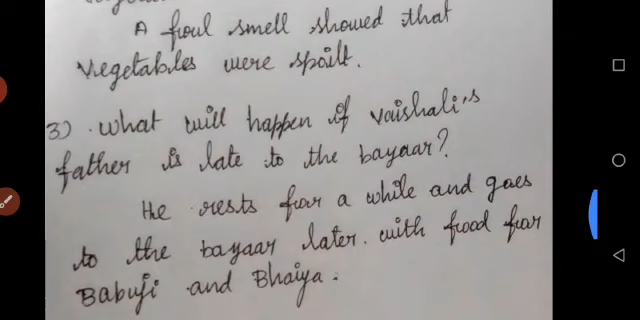 A foul smell showed that
vegetables were spoilt.
3) what will happen if vaishali's
father is late to the bazaar?
He rests for a while and goes
to the bazaar later. with food for
Babuji and Bhaiya.